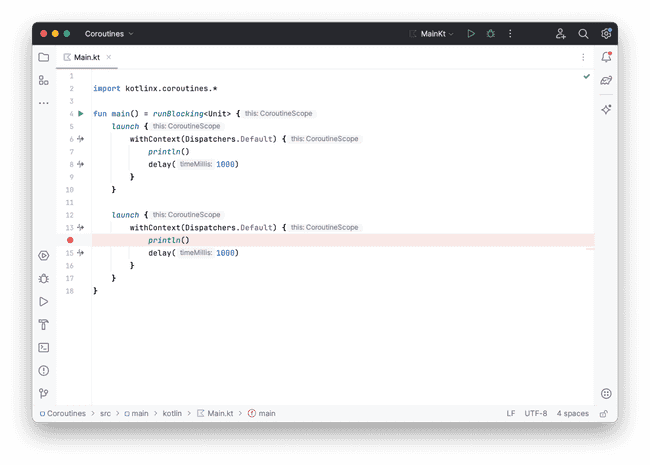 Coroutines
MainKt
Main.kt
1
2 import kotlinx.coroutines.*
3
4 fun main() = runBlocking<Unit> { this: CoroutineScope
5 launch { this: CoroutineScope
6 withContext(Dispatchers.Default) { this: CoroutineScope
7 println()
8 delay( timeMillis: 1000)
9 }
10 }
11
12 launch { this: CoroutineScope
13 withContext(Dispatchers.Default) { this: CoroutineScope
println()
15 delay( timeMillis: 1000)
16 }
17 }
18 }
Coroutines > src > main > kotlin > Main.kt > f main LF UTF-8 4 spaces